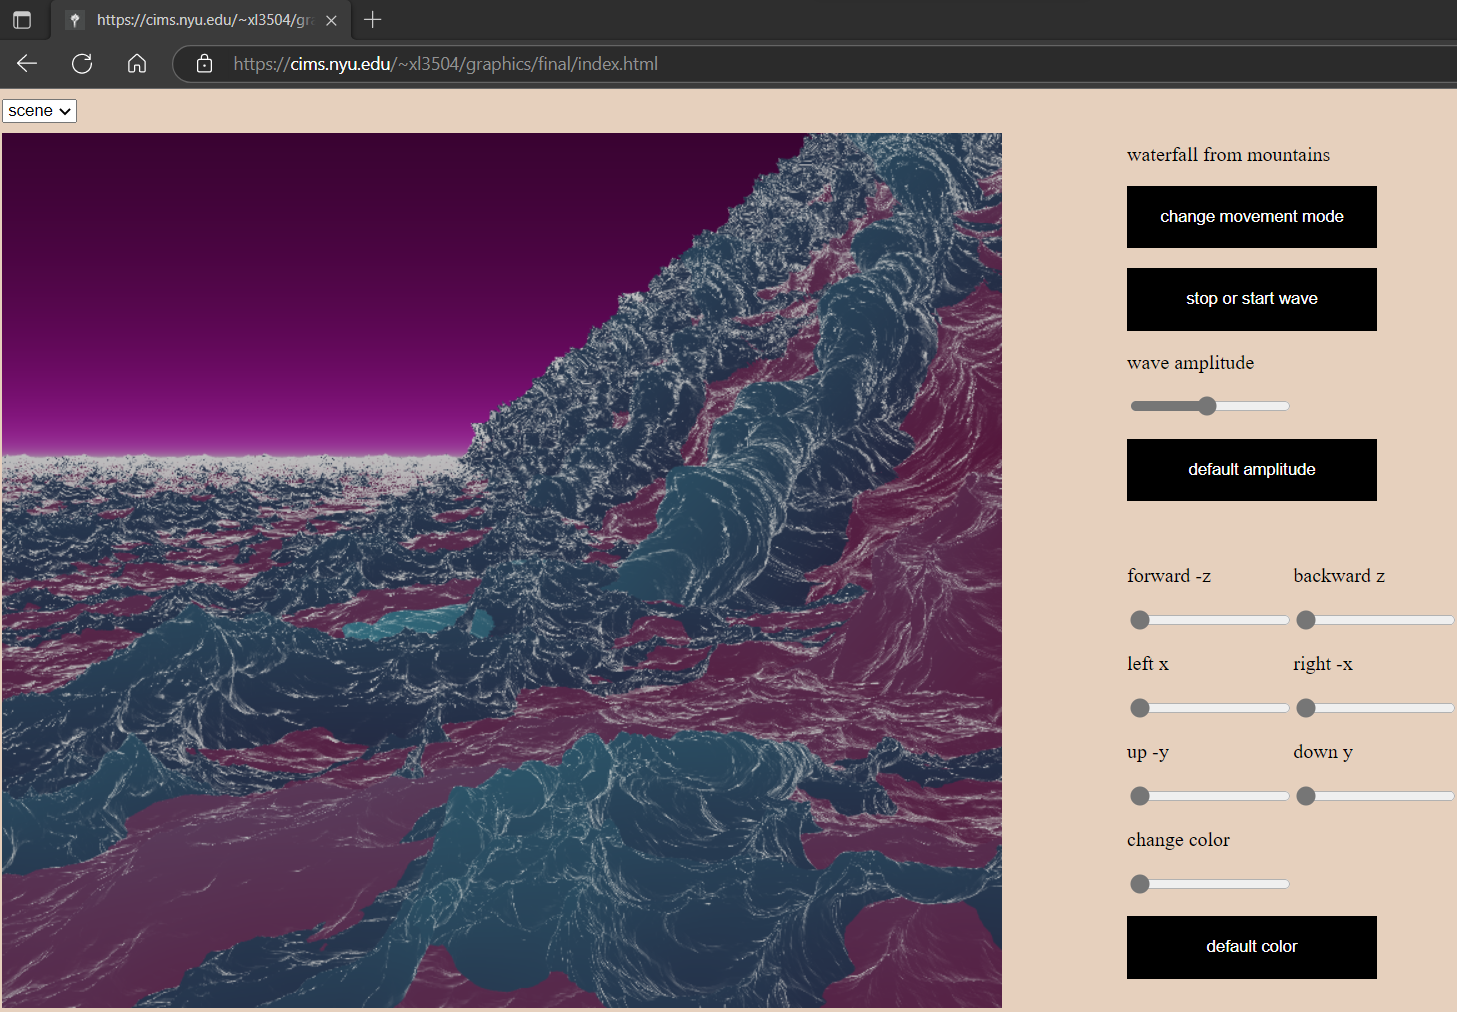 https://cims.nyu.edu/~xl3504/gra
https://cims.nyu.edu/~xl3504/graphics/final/index.html
scene
waterfall from mountains
change movement mode
stop or start wave
wave amplitude
default amplitude
forward -z
backward z
left x
right -x
up -y
down y
change color
default color